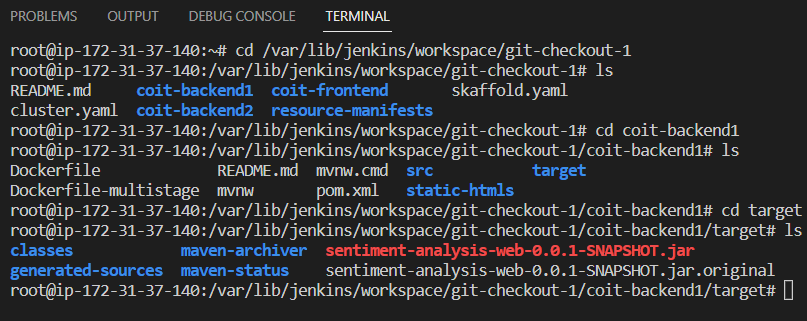 PROBLEMS OUTPUT DEBUG CONSOLE TERMINAL
root@ip-172-31-37-140:~# cd /var/lib/jenkins/workspace/git-checkout-1
root@ip-172-31-37-140:/var/lib/jenkins/workspace/git-checkout-1# ls
README.md coit-backend1 coit-frontend skaffold.yaml
cluster.yaml coit-backend2 resource-manifests
root@ip-172-31-37-140:/var/lib/jenkins/workspace/git-checkout-1# cd coit-backend1
root@ip-172-31-37-140:/var/lib/jenkins/workspace/git-checkout-1/coit-backend1# ls
Dockerfile README.md mvnw.cmd src target
Dockerfile-multistage mvnw pom.xml static-htmls
root@ip-172-31-37-140:/var/lib/jenkins/workspace/git-checkout-1/coit-backend1# cd target
root@ip-172-31-37-140:/var/lib/jenkins/workspace/git-checkout-1/coit-backend1/target# ls
classes maven-archiver sentiment-analysis-web-0.0.1-SNAPSHOT.jar
generated-sources maven-status sentiment-analysis-web-0.0.1-SNAPSHOT.jar.original
root@ip-172-31-37-140:/var/lib/jenkins/workspace/git-checkout-1/coit-backend1/target#